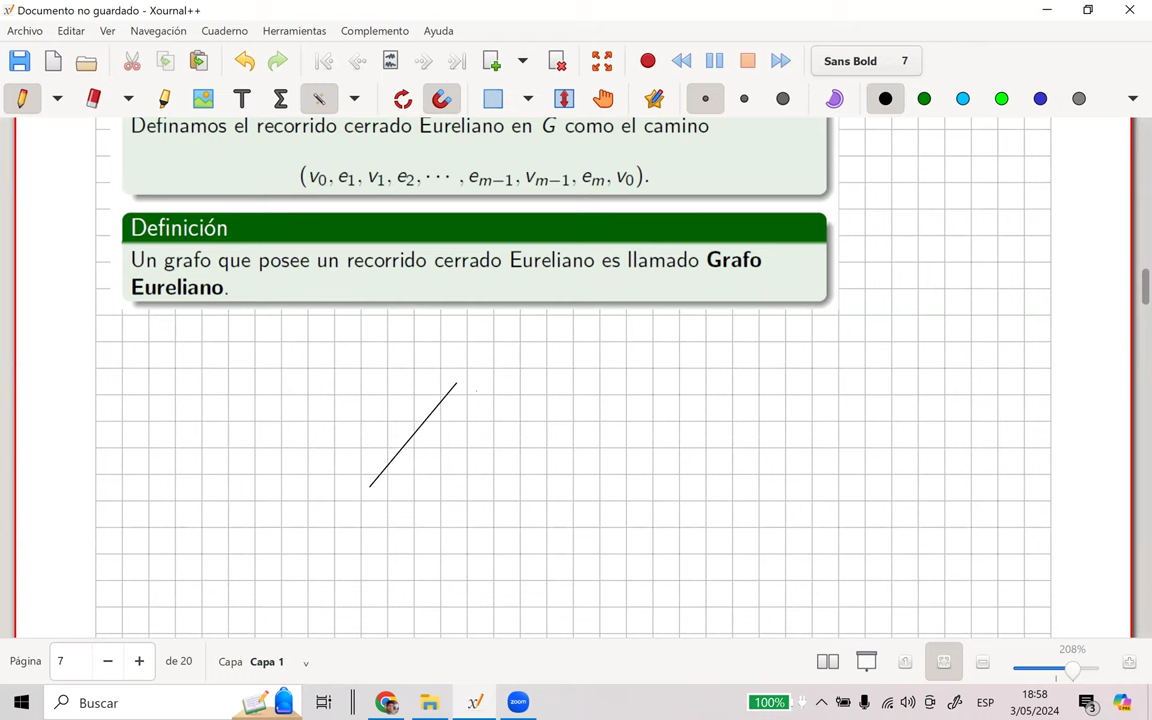 Documento no guardado - Xournal++
Archivo Editar Ver Navegación Cuaderno Herramientas Complemento Ayuda
Sans Bold 7
Definamos el recorrido cerrado Eureliano en G como el camino
(v₀, e₁, v₁, e₂, ⋯ , eₘ₋₁, vₘ₋₁, eₘ, v₀).
Definición
Un grafo que posee un recorrido cerrado Eureliano es llamado Grafo
Eureliano.
208%
Página 7 de 20 Capa Capa 1
Buscar
zoom
100%
ESP
18:58
3/05/2024
3